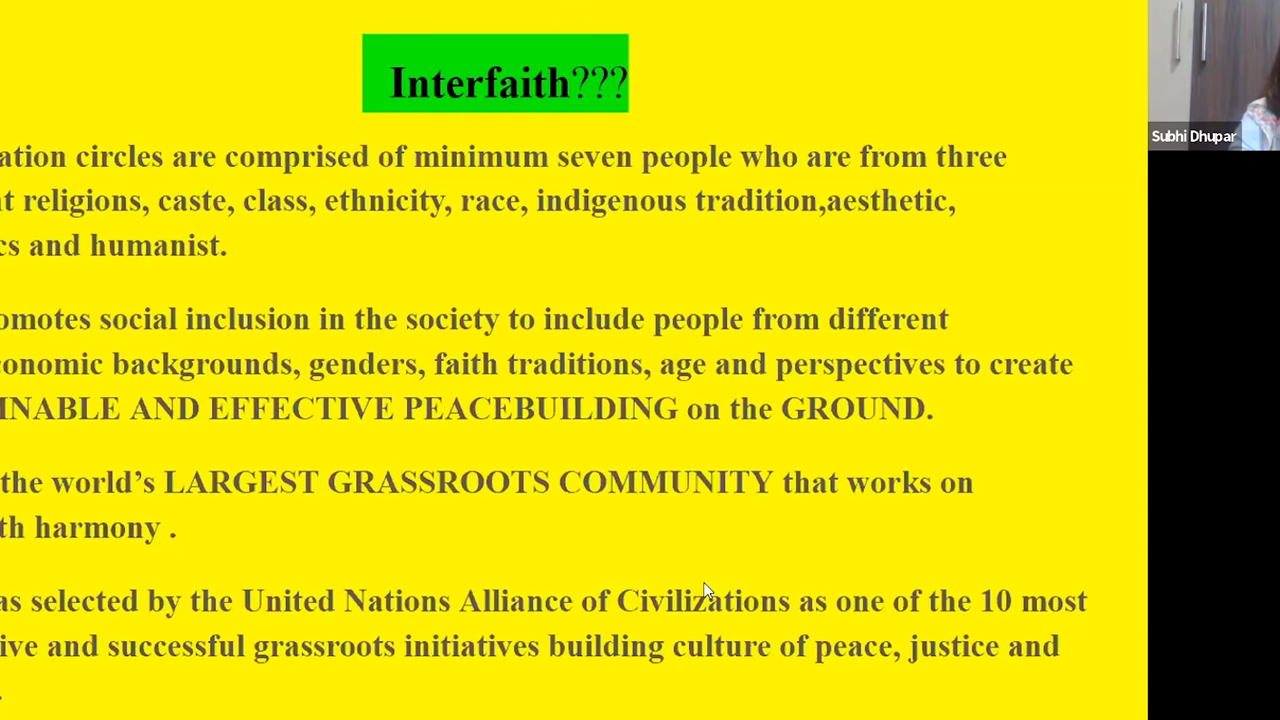 Interfaith???
Subhi Dhupar
ation circles are comprised of minimum seven people who are from three
religions, caste, class, ethnicity, race, indigenous tradition,aesthetic,
and humanist.
omotes social inclusion in the society to include people from different
conomic backgrounds, genders, faith traditions, age and perspectives to create
INABLE AND EFFECTIVE PEACEBUILDING on the GROUND.
the world’s LARGEST GRASSROOTS COMMUNITY that works on
th harmony .
as selected by the United Nations Alliance of Civilizations as one of the 10 most
ive and successful grassroots initiatives building culture of peace, justice and